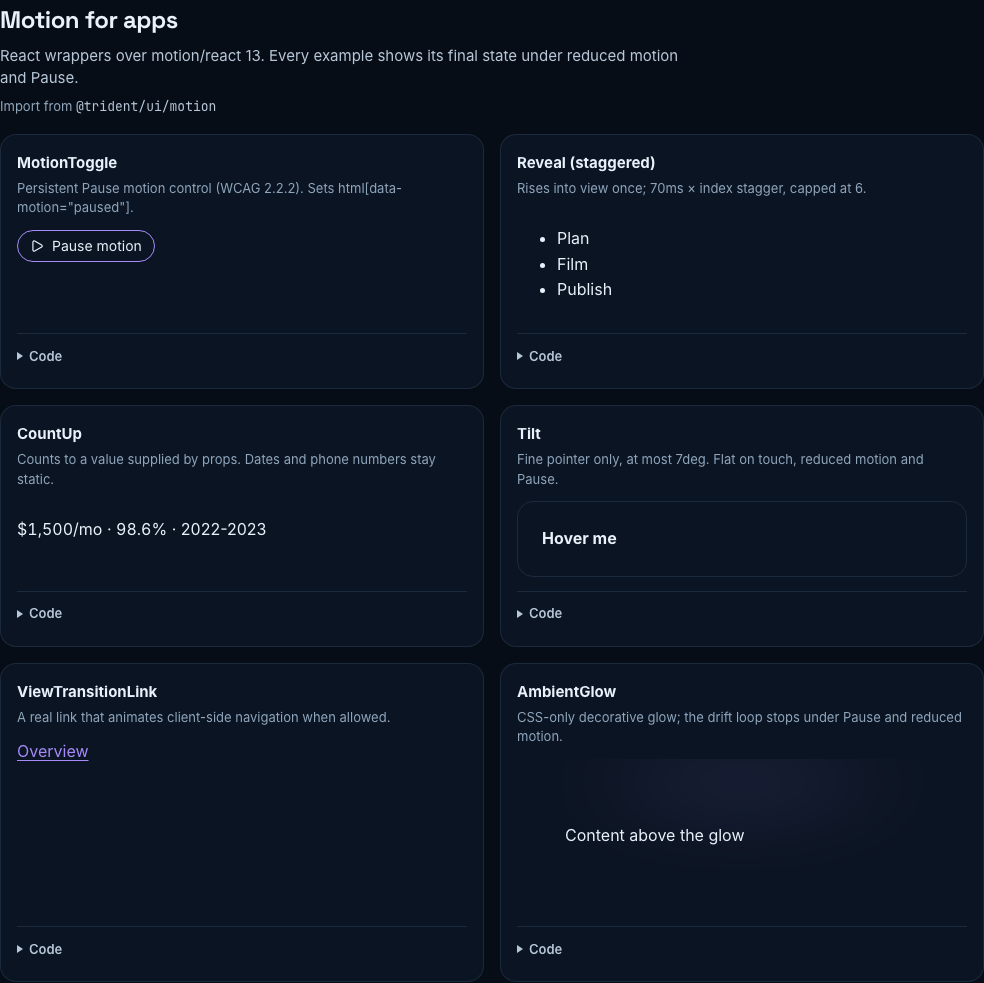 Motion for apps
React wrappers over motion/react 13. Every example shows its final state under reduced motion
and Pause.
Import from @trident/ui/motion
MotionToggle
Persistent Pause motion control (WCAG 2.2.2). Sets html[data-
motion="paused"].
Pause motion
Code
Reveal (staggered)
Rises into view once; 70ms × index stagger, capped at 6.
• Plan
• Film
• Publish
Code
CountUp
Counts to a value supplied by props. Dates and phone numbers stay
static.
$1,500/mo · 98.6% · 2022-2023
Code
Tilt
Fine pointer only, at most 7deg. Flat on touch, reduced motion and
Pause.
Hover me
Code
ViewTransitionLink
A real link that animates client-side navigation when allowed.
Overview
Code
AmbientGlow
CSS-only decorative glow; the drift loop stops under Pause and reduced
motion.
Content above the glow
Code